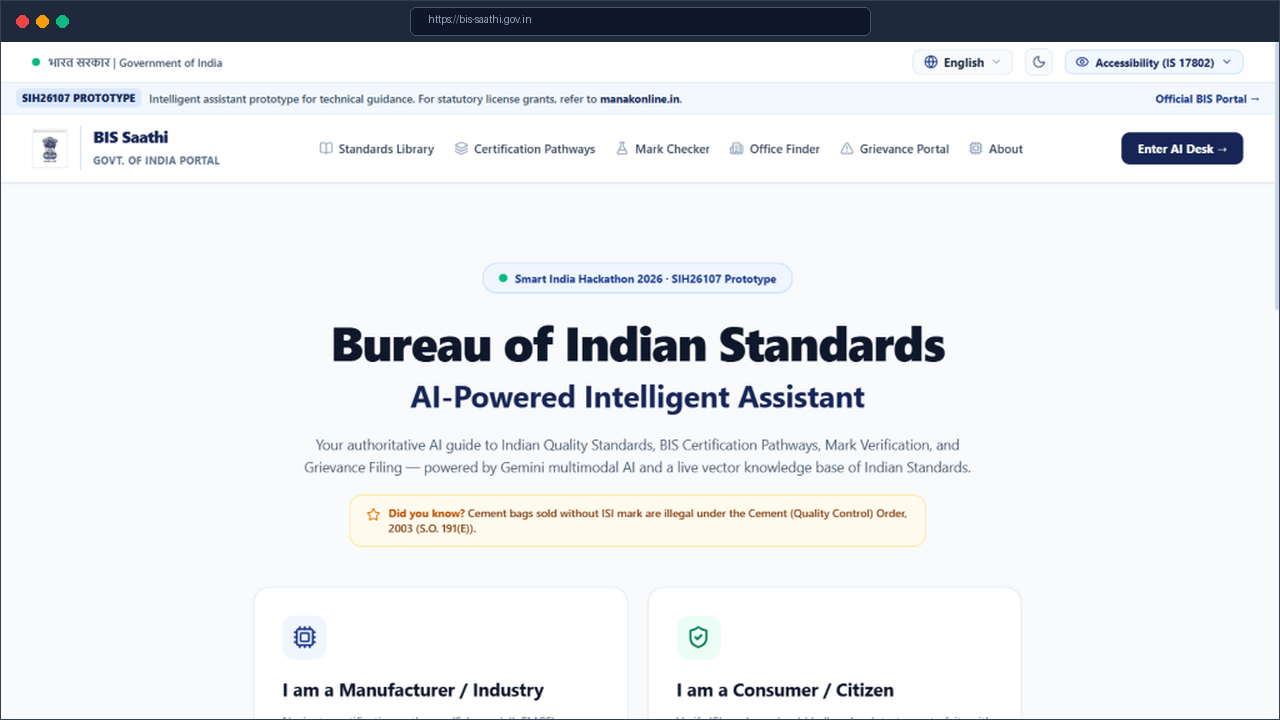 https://bis-saathi.gov.in
भारत सरकार | Government of India
English
Accessibility (IS 17802)
SIH26107 PROTOTYPE
Intelligent assistant prototype for technical guidance. For statutory license grants, refer to manakonline.in.
Official BIS Portal →
BIS Saathi
GOVT. OF INDIA PORTAL
Standards Library
Certification Pathways
Mark Checker
Office Finder
Grievance Portal
About
Enter AI Desk →
Smart India Hackathon 2026 · SIH26107 Prototype
Bureau of Indian Standards
AI-Powered Intelligent Assistant
Your authoritative AI guide to Indian Quality Standards, BIS Certification Pathways, Mark Verification, and
Grievance Filing — powered by Gemini multimodal AI and a live vector knowledge base of Indian Standards.
Did you know? Cement bags sold without ISI mark are illegal under the Cement (Quality Control) Order,
2003 (S.O. 191(E)).
I am a Manufacturer / Industry
I am a Consumer / Citizen